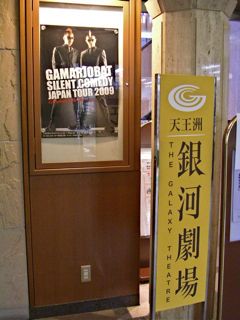 GAMARJOBAT
SILENT COMEDY
JAPAN TOUR 2009
天王洲
銀河劇場
THE GALAXY THEATRE